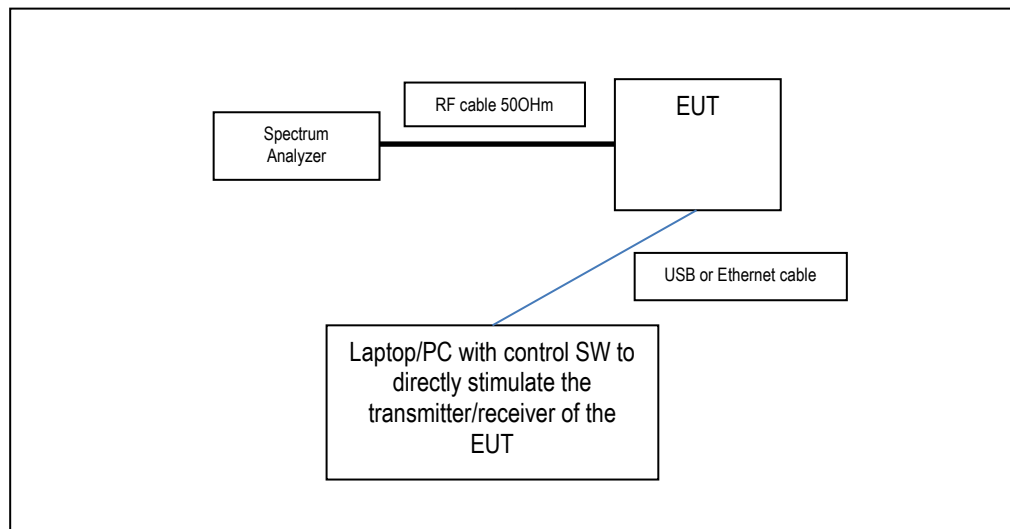 RF cable 50OHm
EUT
Spectrum
Analyzer
USB or Ethernet cable
Laptop/PC with control SW to
directly stimulate the
transmitter/receiver of the
EUT